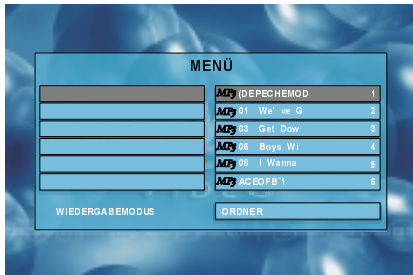 MENÜ
MP3 (DEPECHEMOD 1
MP3 01 We' ve G 2
MP3 03 Get Dow 3
MP3 06 Boys Wi 4
MP3 08 I Wanna 5
MP3 ACEOFB~1 6
WIEDERGABEMODUS ORDNER